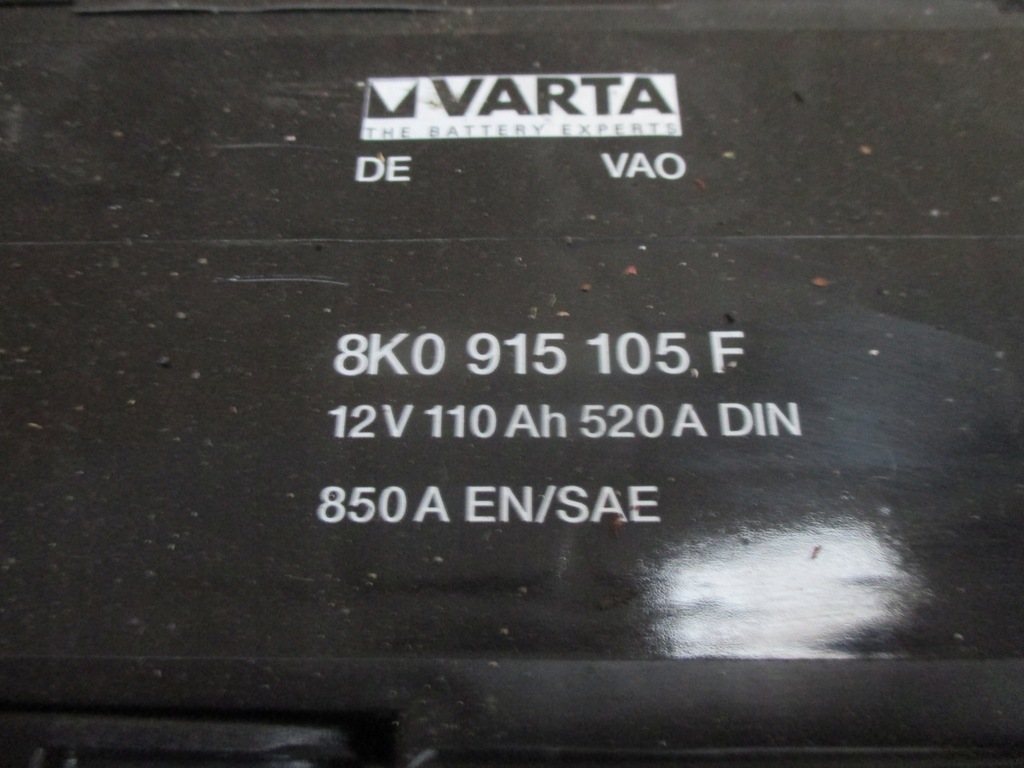 VARTA
THE BATTERY EXPERTS
DE VAO
8K0 915 105 F
12V 110 Ah 520 A DIN
850 A EN/SAE